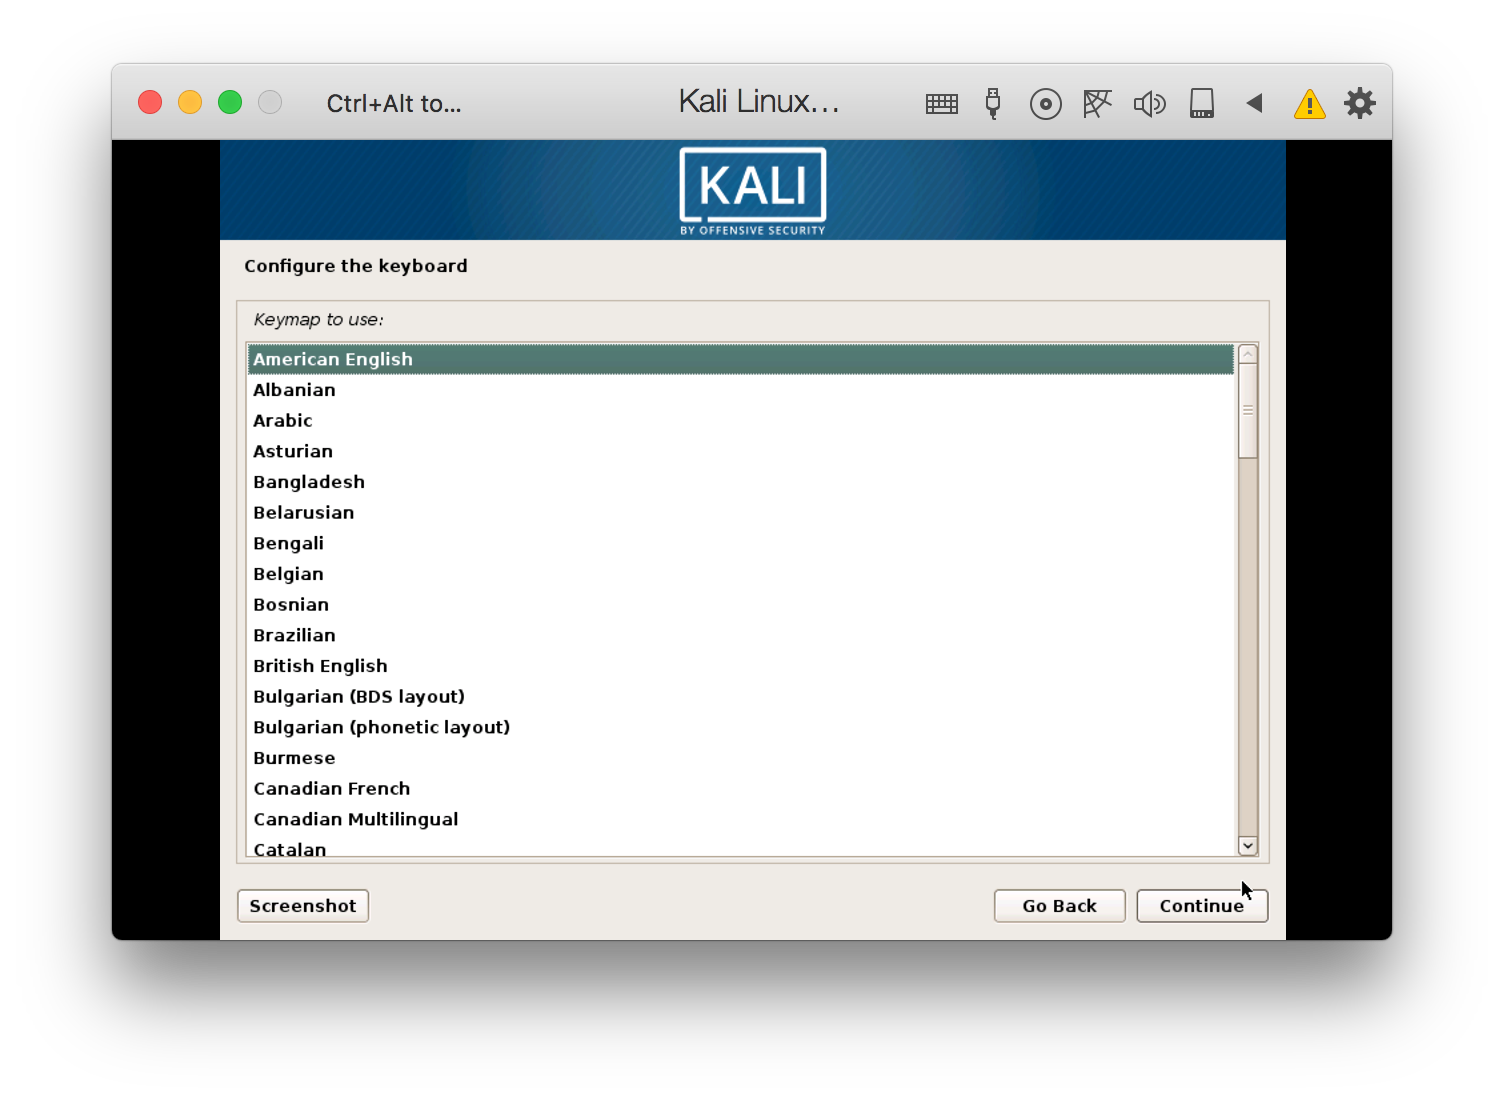 Ctrl+Alt to...
Kali Linux...
KALI
BY OFFENSIVE SECURITY
Configure the keyboard
Keymap to use:
American English
Albanian
Arabic
Asturian
Bangladesh
Belarusian
Bengali
Belgian
Bosnian
Brazilian
British English
Bulgarian (BDS layout)
Bulgarian (phonetic layout)
Burmese
Canadian French
Canadian Multilingual
Catalan
Screenshot
Go Back
Continue